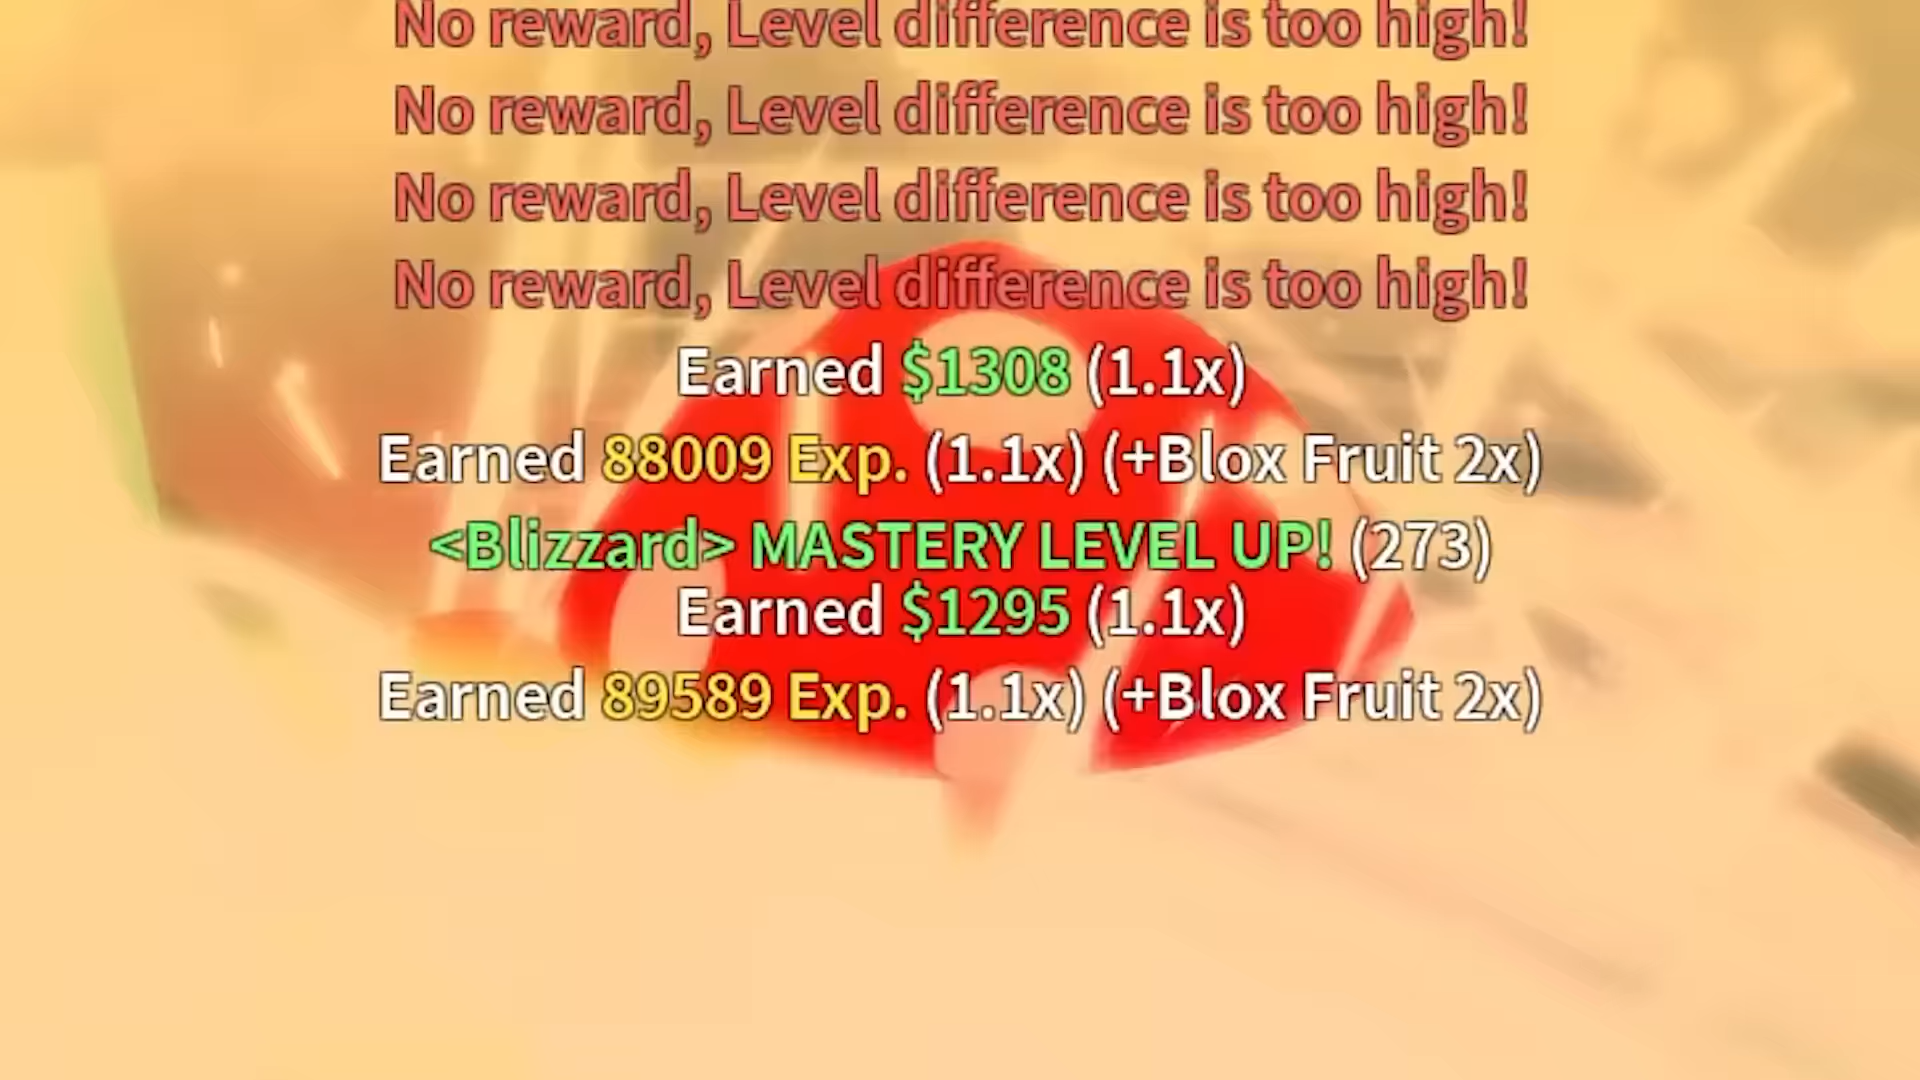 No reward, Level difference is too high!
No reward, Level difference is too high!
No reward, Level difference is too high!
No reward, Level difference is too high!
Earned $1308 (1.1x)
Earned 88009 Exp. (1.1x) (+Blox Fruit 2x)
<Blizzard> MASTERY LEVEL UP! (273)
Earned $1295 (1.1x)
Earned 89589 Exp. (1.1x) (+Blox Fruit 2x)